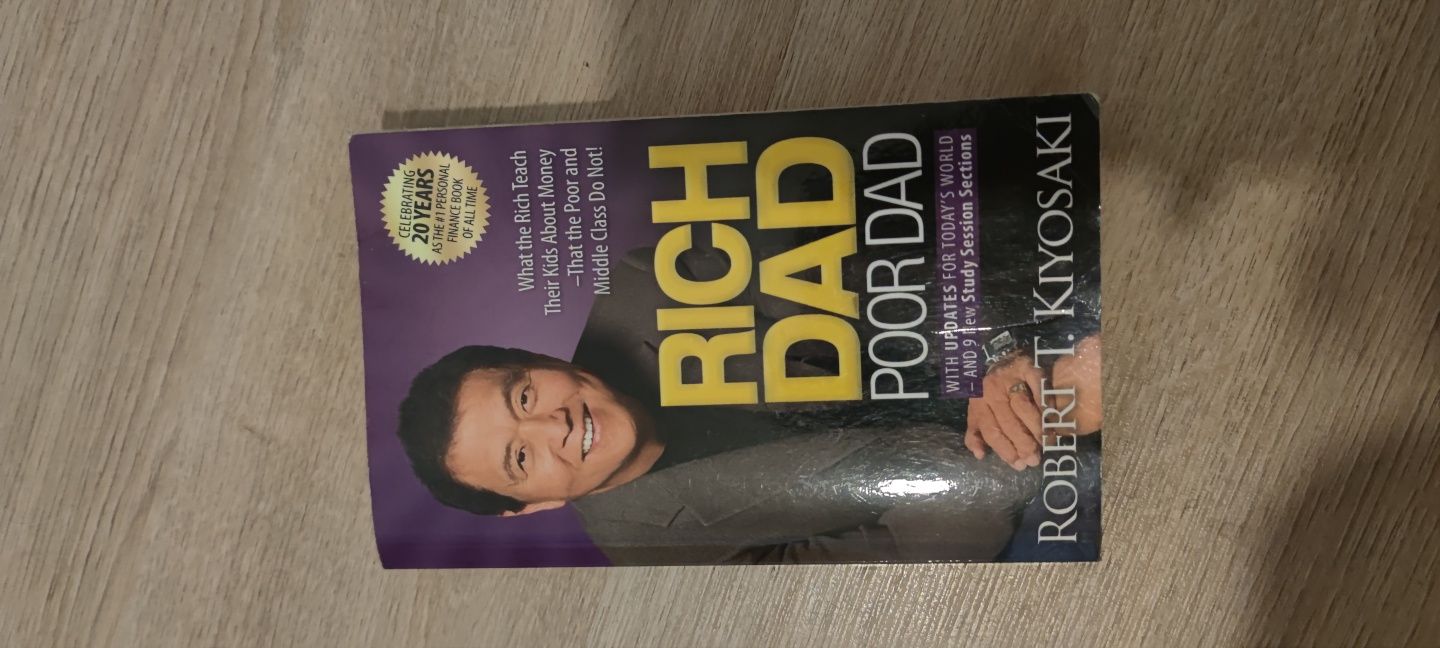 CELEBRATING
20 YEARS
AS THE #1 PERSONAL
FINANCE BOOK
OF ALL TIME
What the Rich Teach
Their Kids About Money
–That the Poor and
Middle Class Do Not!
RICH
DAD
POOR DAD
WITH UPDATES FOR TODAY'S WORLD
– AND 9 New Study Session Sections
ROBERT T. KIYOSAKI